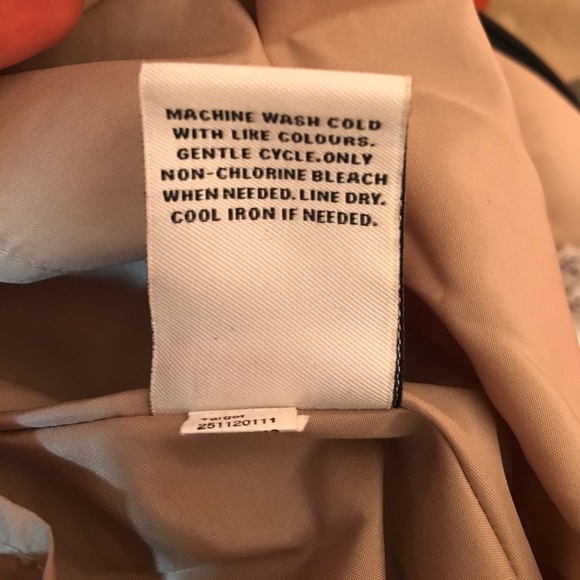 MACHINE WASH COLD
WITH LIKE COLOURS.
GENTLE CYCLE.ONLY
NON-CHLORINE BLEACH
WHEN NEEDED. LINE DRY.
COOL IRON IF NEEDED.
Target
251120111